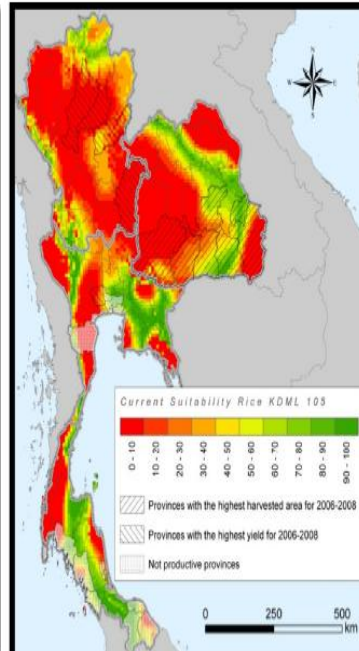 N
W E
S
Current Suitability Rice KDML 105
0 - 10
10 - 20
20 - 30
30 - 40
40 - 50
50 - 60
60 - 70
70 - 80
80 - 90
90 - 100
Provinces with the highest harvested area for 2006-2008
Provinces with the highest yield for 2006-2008
Not productive provinces
0 250 500
km